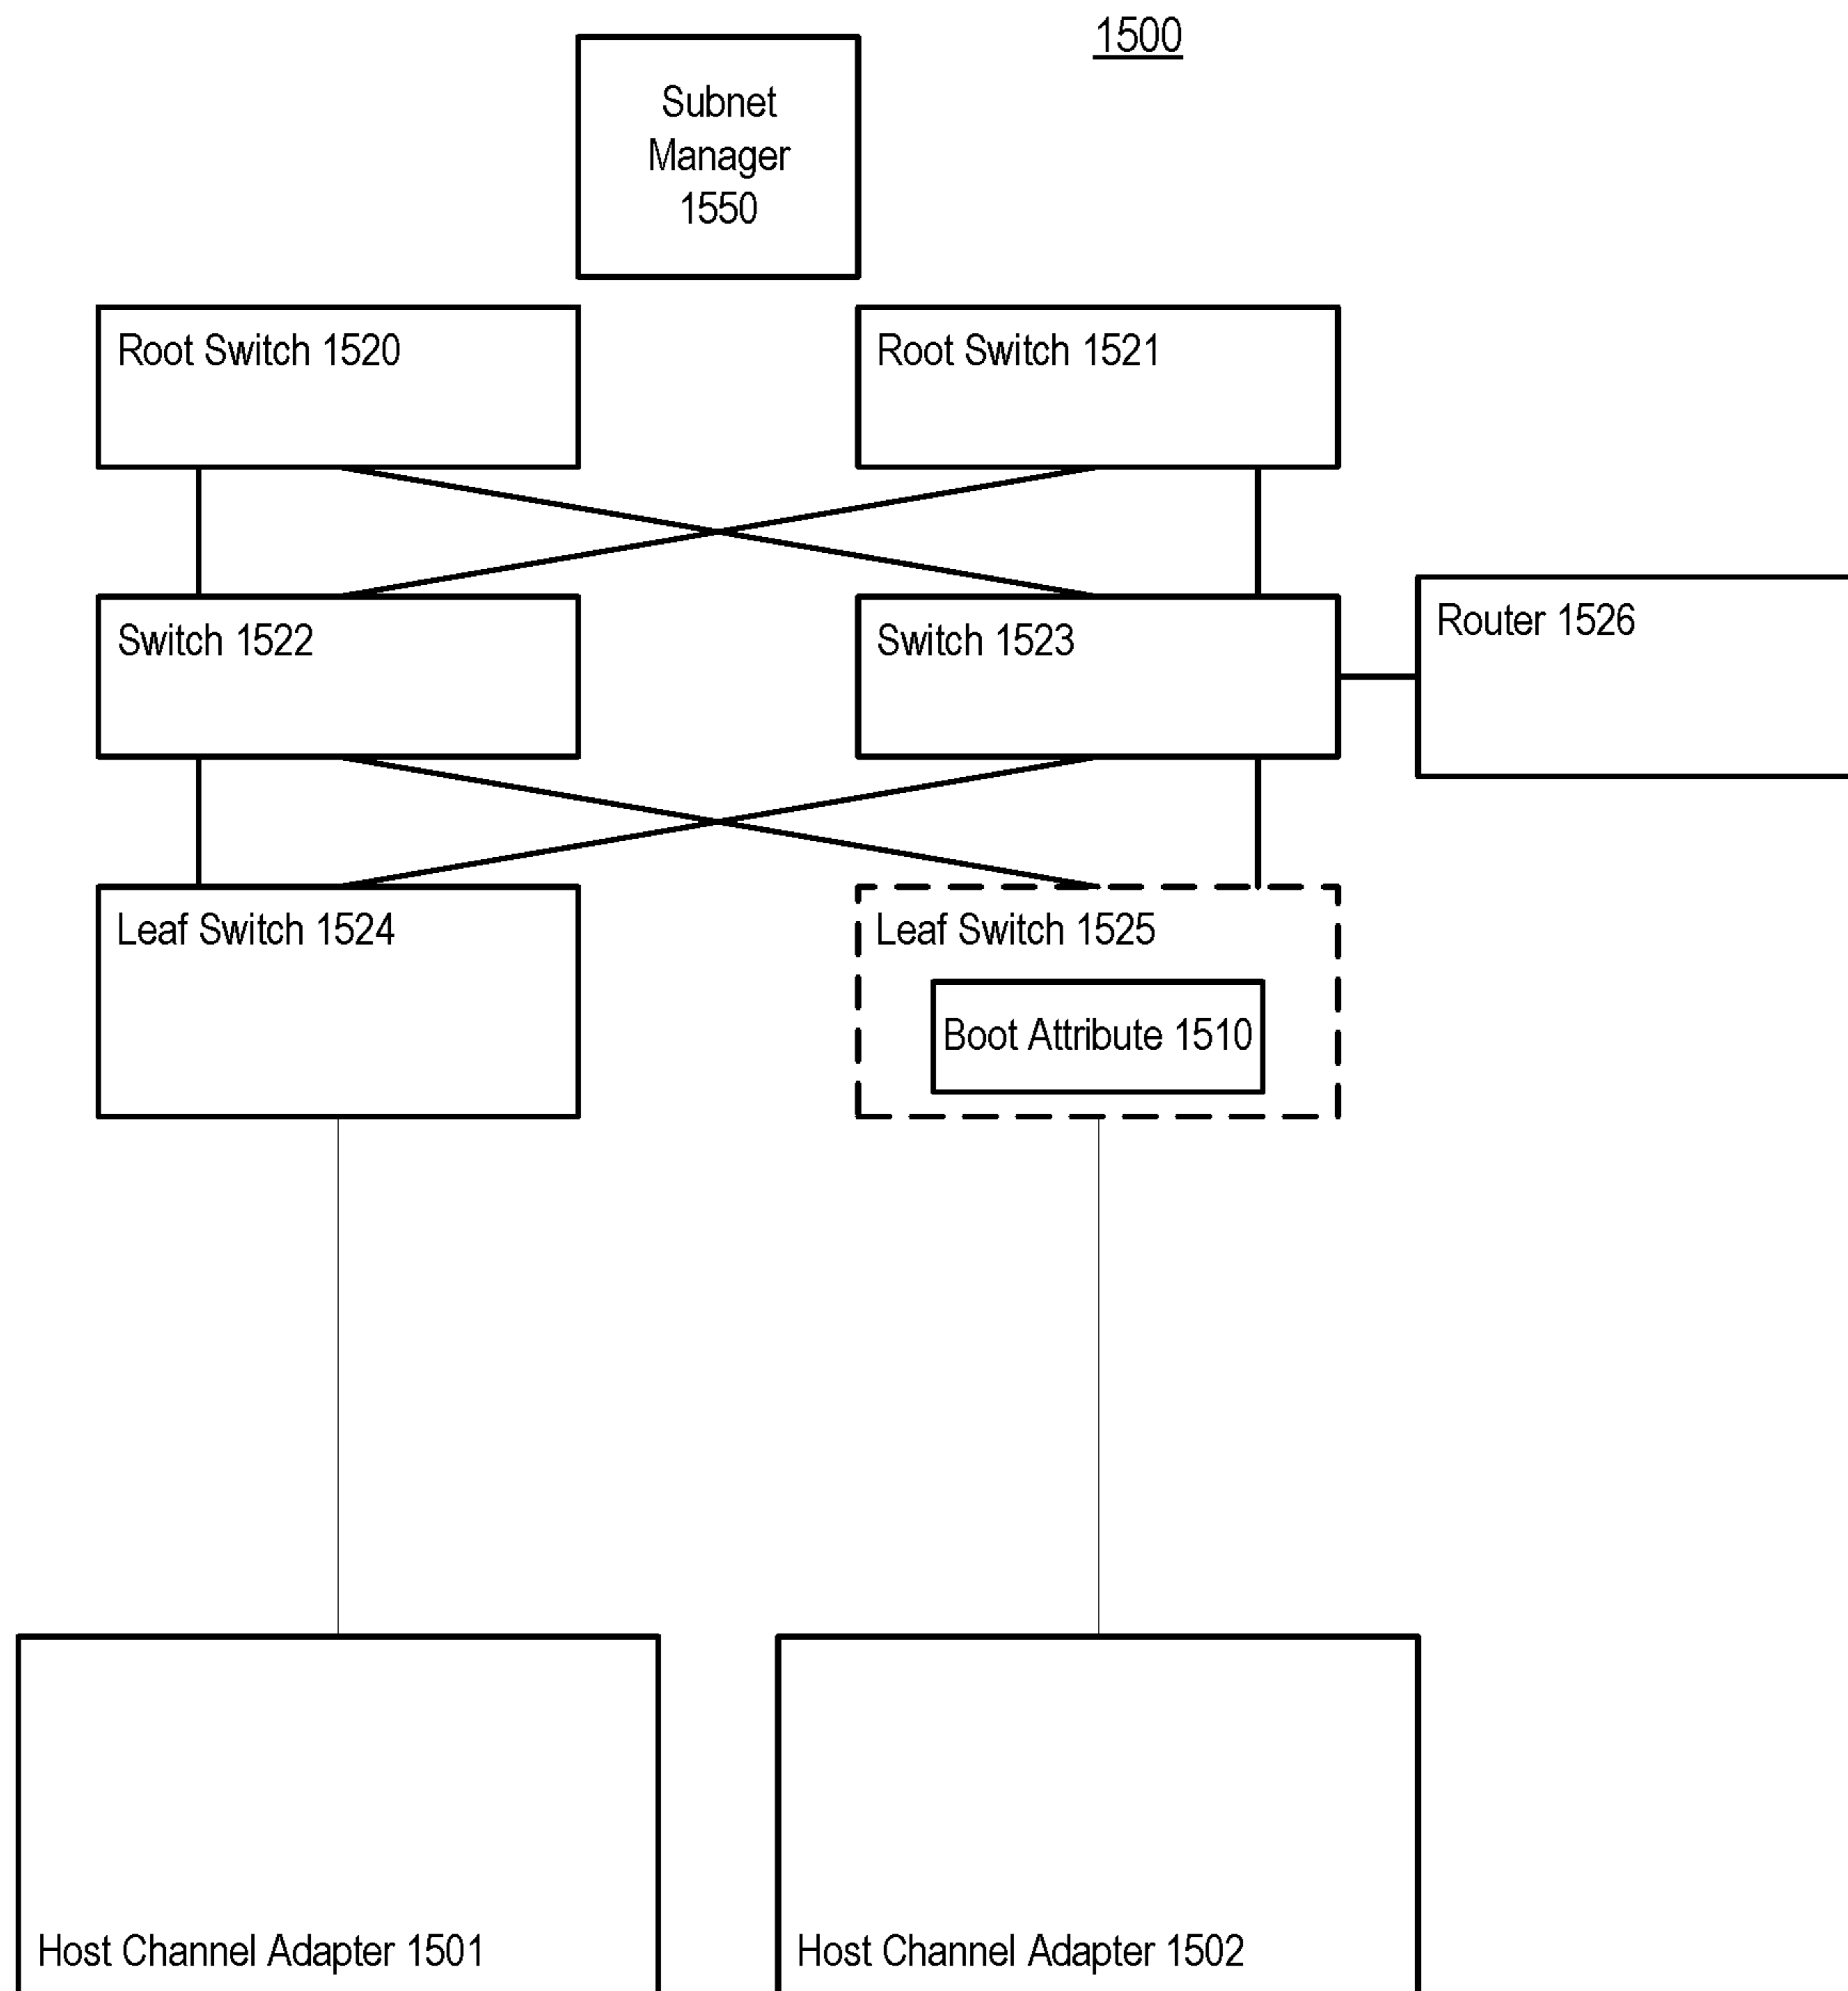 1500
Subnet
Manager
1550
Root Switch 1520
Root Switch 1521
Switch 1522
Switch 1523
Router 1526
Leaf Switch 1524
Leaf Switch 1525
Boot Attribute 1510
Host Channel Adapter 1501
Host Channel Adapter 1502